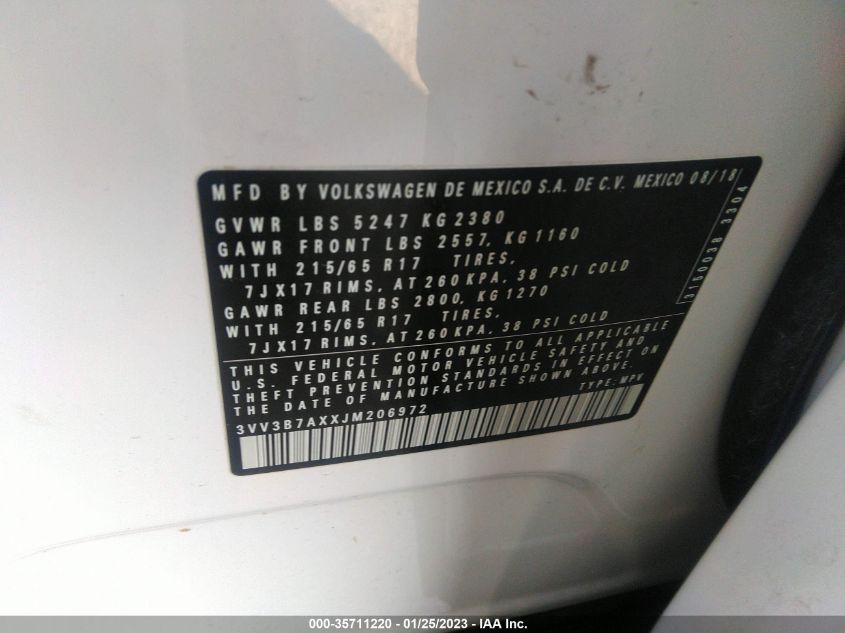 MFD BY VOLKSWAGEN DE MEXICO S.A. DE C.V. MEXICO 08/18
GVWR LBS 5247 KG 2380
GAWR FRONT LBS 2557, KG 1160
WITH 215/65 R17 TIRES,
7JX17 RIMS, AT 260 KPA, 38 PSI COLD
GAWR REAR LBS 2800, KG 1270
WITH 215/65 R17 TIRES,
7JX17 RIMS, AT 260 KPA, 38 PSI COLD
THIS VEHICLE CONFORMS TO ALL APPLICABLE
U.S. FEDERAL MOTOR VEHICLE SAFETY AND
THEFT PREVENTION STANDARDS IN EFFECT ON
THE DATE OF MANUFACTURE SHOWN ABOVE.
TYPE: MPV
3VV3B7AXXJM206972
3150038 3304
000-35711220 - 01/25/2023 - IAA Inc.